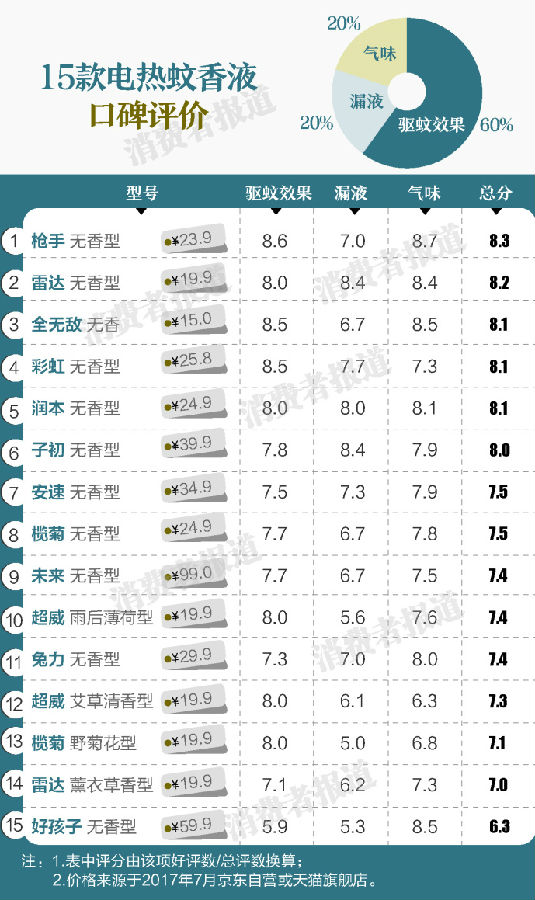 15款电热蚊香液
口碑评价
20%
气味
漏液
20%
驱蚊效果 60%
消费者报道
型号 驱蚊效果 漏液 气味 总分
1 枪手 无香型 ¥23.9 8.6 7.0 8.7 8.3
2 雷达 无香型 ¥19.9 8.0 8.4 8.4 8.2
3 全无敌 无香 ¥15.0 8.5 6.7 8.5 8.1
4 彩虹 无香型 ¥25.8 8.5 7.7 7.3 8.1
5 润本 无香型 ¥24.9 8.0 8.0 8.1 8.1
6 子初 无香型 ¥39.9 7.8 8.4 7.9 8.0
7 安速 无香型 ¥34.9 7.5 7.3 7.9 7.5
8 榄菊 无香型 ¥24.9 7.7 6.7 7.8 7.5
9 未来 无香型 ¥99.0 7.7 6.7 7.5 7.4
10 超威 雨后薄荷型 ¥19.9 8.0 5.6 7.6 7.4
11 兔力 无香型 ¥29.9 7.3 7.0 8.0 7.4
12 超威 艾草清香型 ¥19.9 8.0 6.1 6.3 7.3
13 榄菊 野菊花型 ¥19.9 8.0 5.0 6.8 7.1
14 雷达 薰衣草香型 ¥19.9 7.1 6.2 7.3 7.0
15 好孩子 无香型 ¥59.9 5.9 5.3 8.5 6.3
注：1.表中评分由该项好评数/总评数换算；
2.价格来源于2017年7月京东自营或天猫旗舰店。